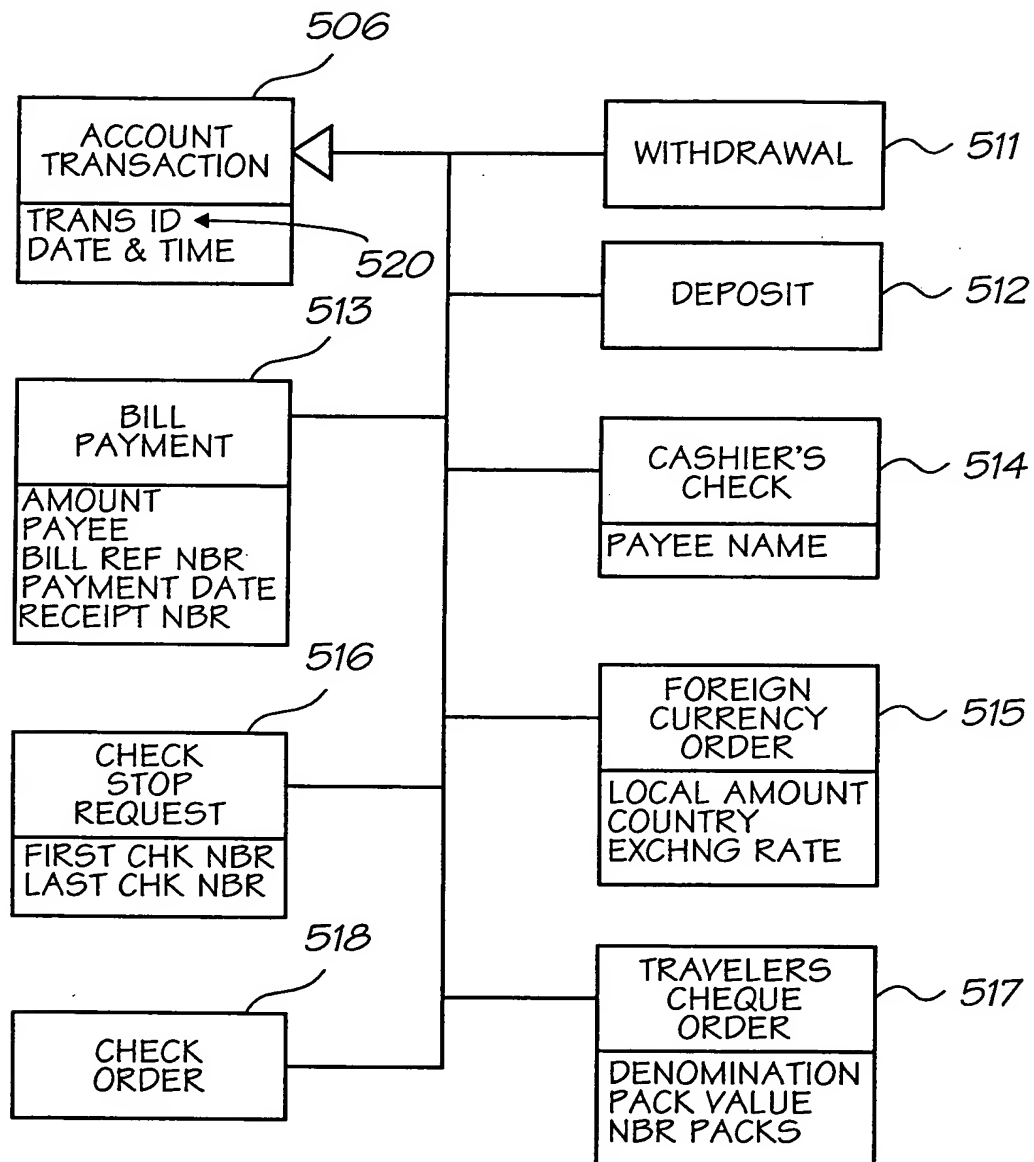 506
ACCOUNT
TRANSACTION
TRANS ID
DATE & TIME
520
WITHDRAWAL
511
DEPOSIT
512
513
BILL
PAYMENT
AMOUNT
PAYEE
BILL REF NBR
PAYMENT DATE
RECEIPT NBR
CASHIER'S
CHECK
PAYEE NAME
514
516
CHECK
STOP
REQUEST
FIRST CHK NBR
LAST CHK NBR
FOREIGN
CURRENCY
ORDER
LOCAL AMOUNT
COUNTRY
EXCHNG RATE
515
518
CHECK
ORDER
TRAVELERS
CHEQUE
ORDER
DENOMINATION
PACK VALUE
NBR PACKS
517